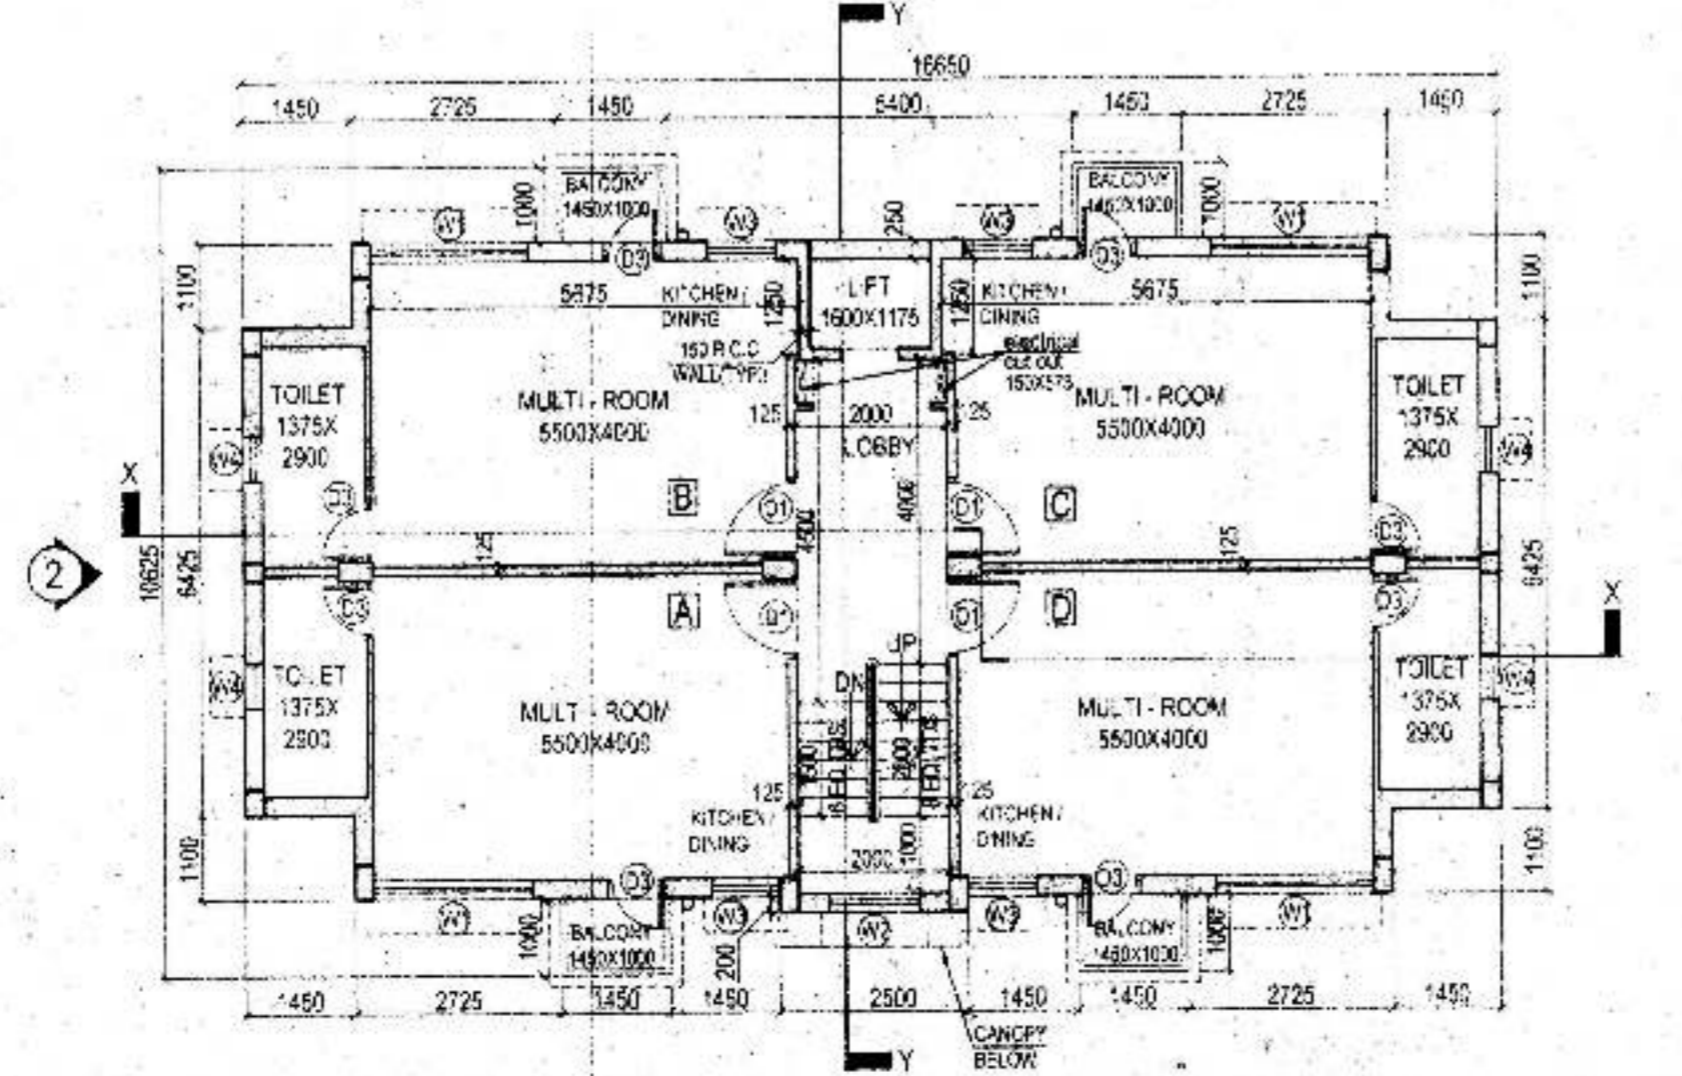 Y
16650
1450 2725 1450 5400 1450 2725 1450
BALCONY
1450X1000
1000
W1
D3
W3
250
W3
BALCONY
1450X1000
1000
D3
W1
1100
5675
KITCHEN /
DINING
1250
LIFT
1600X1175
1250
KITCHEN /
DINING
5675
1100
150 R.C.C
WALL(TYP.)
electrical
cut out
TOILET
1375X
2900
MULTI - ROOM
5500X4000
125
2000
LOBBY
125
MULTI - ROOM
5500X4000
TOILET
1375X
2900
W4
W4
X
B
D1
4500
4000
D1
C
D3
125
125
2
10625
6425
6425
D3
A
D1
D1
D
D3
X
UP
DN
W4
TOILET
1375X
2900
MULTI - ROOM
5500X4000
MULTI - ROOM
5500X4000
TOILET
1375X
2900
W4
125
125
KITCHEN /
DINING
KITCHEN /
DINING
1100
2000
1000
1100
D3
D3
W1
W3
W2
W3
W1
1000
BALCONY
1450X1000
200
BALCONY
1450X1000
1000
1450 2725 1450 1450 2500 1450 1450 2725 1450
CANOPY
BELOW
Y